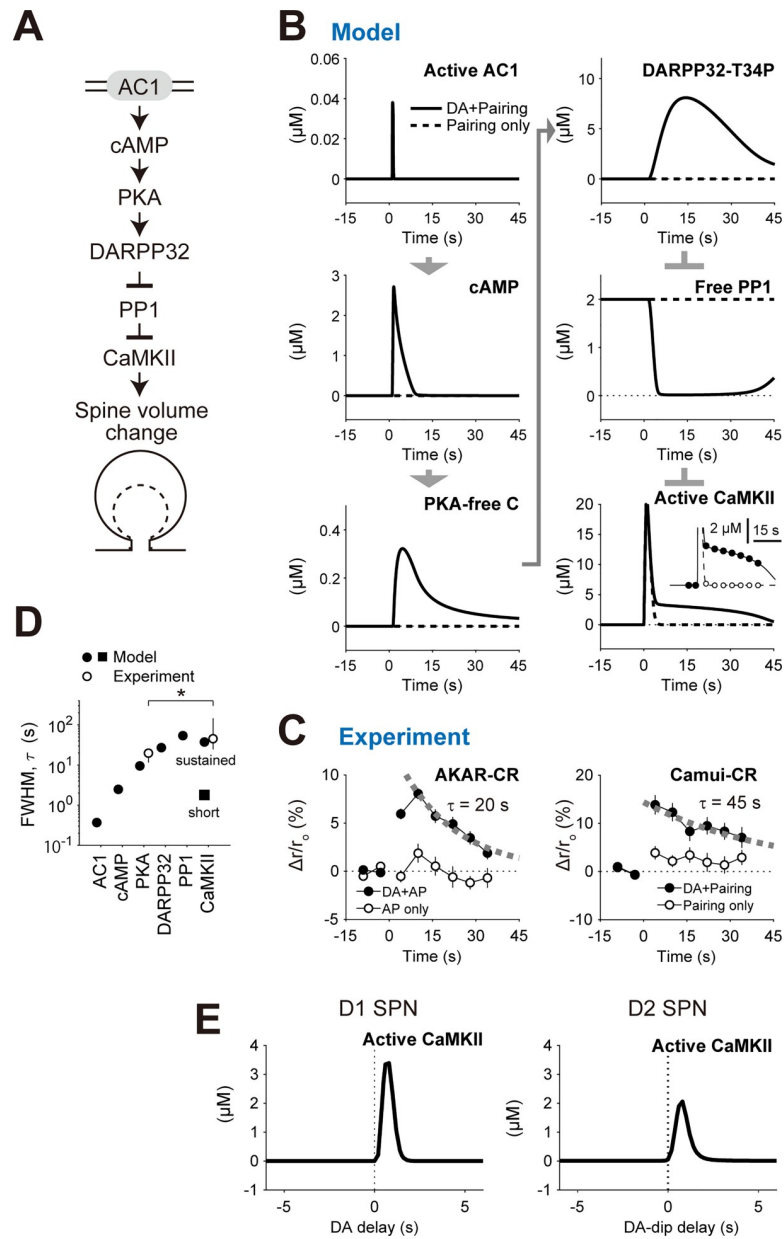 A
AC1
cAMP
PKA
DARPP32
PP1
CaMKII
Spine volume
change
B Model
Active AC1
DA+Pairing
Pairing only
(µM)
0.06
0.04
0.02
0
-15 0 15 30 45
Time (s)
cAMP
(µM)
3
2
1
0
-15 0 15 30 45
Time (s)
PKA-free C
(µM)
0.4
0.2
0
-15 0 15 30 45
Time (s)
DARPP32-T34P
(µM)
10
5
0
-15 0 15 30 45
Time (s)
Free PP1
(µM)
2
1
0
-15 0 15 30 45
Time (s)
Active CaMKII
2 µM 15 s
(µM)
20
15
10
5
0
-15 0 15 30 45
Time (s)
D
Model
Experiment
*
FWHM, τ (s)
10²
10¹
10⁰
10⁻¹
sustained
short
AC1
cAMP
PKA
DARPP32
PP1
CaMKII
C Experiment
AKAR-CR
τ = 20 s
Δr/r₀ (%)
10
5
0
-5
DA+AP
AP only
-15 0 15 30 45
Time (s)
Camui-CR
τ = 45 s
Δr/r₀ (%)
20
10
0
-10
DA+Pairing
Pairing only
-15 0 15 30 45
Time (s)
E
D1 SPN
Active CaMKII
(µM)
4
3
2
1
0
-1
-5 0 5
DA delay (s)
D2 SPN
Active CaMKII
(µM)
4
3
2
1
0
-1
-5 0 5
DA-dip delay (s)